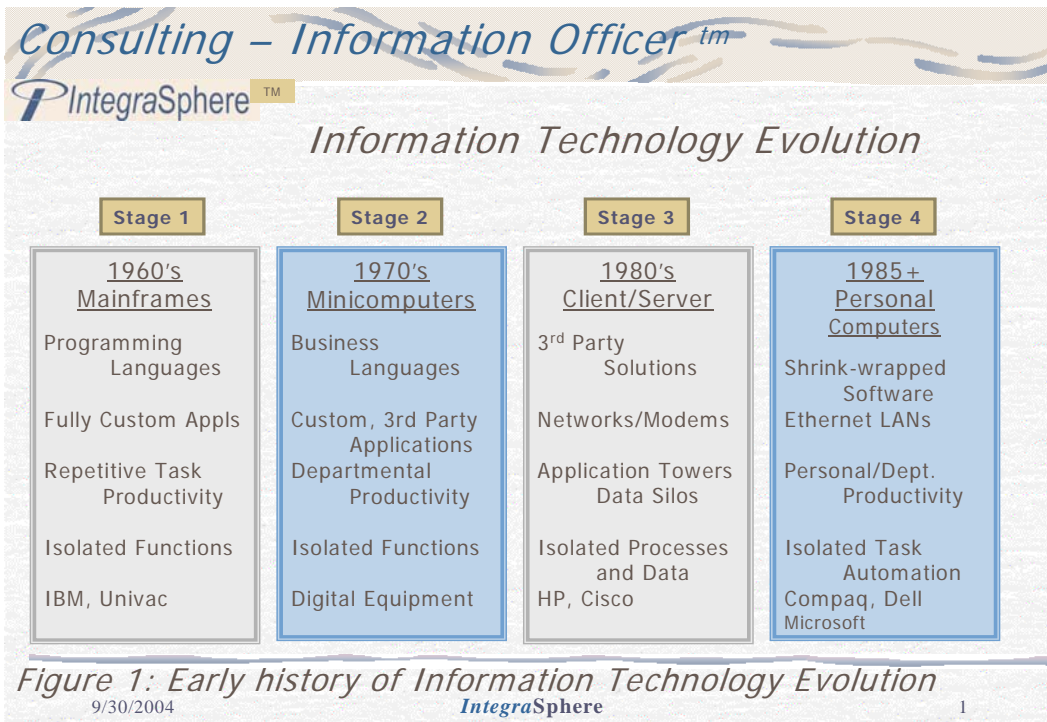 Consulting – Information Officer tm
IntegraSphere TM
Information Technology Evolution
Stage 1
1960's
Mainframes
Programming
Languages
Fully Custom Appls
Repetitive Task
Productivity
Isolated Functions
IBM, Univac
Stage 2
1970's
Minicomputers
Business
Languages
Custom, 3rd Party
Applications
Departmental
Productivity
Isolated Functions
Digital Equipment
Stage 3
1980's
Client/Server
3rd Party
Solutions
Networks/Modems
Application Towers
Data Silos
Isolated Processes
and Data
HP, Cisco
Stage 4
1985+
Personal
Computers
Shrink-wrapped
Software
Ethernet LANs
Personal/Dept.
Productivity
Isolated Task
Automation
Compaq, Dell
Microsoft
Figure 1: Early history of Information Technology Evolution
9/30/2004 IntegraSphere 1